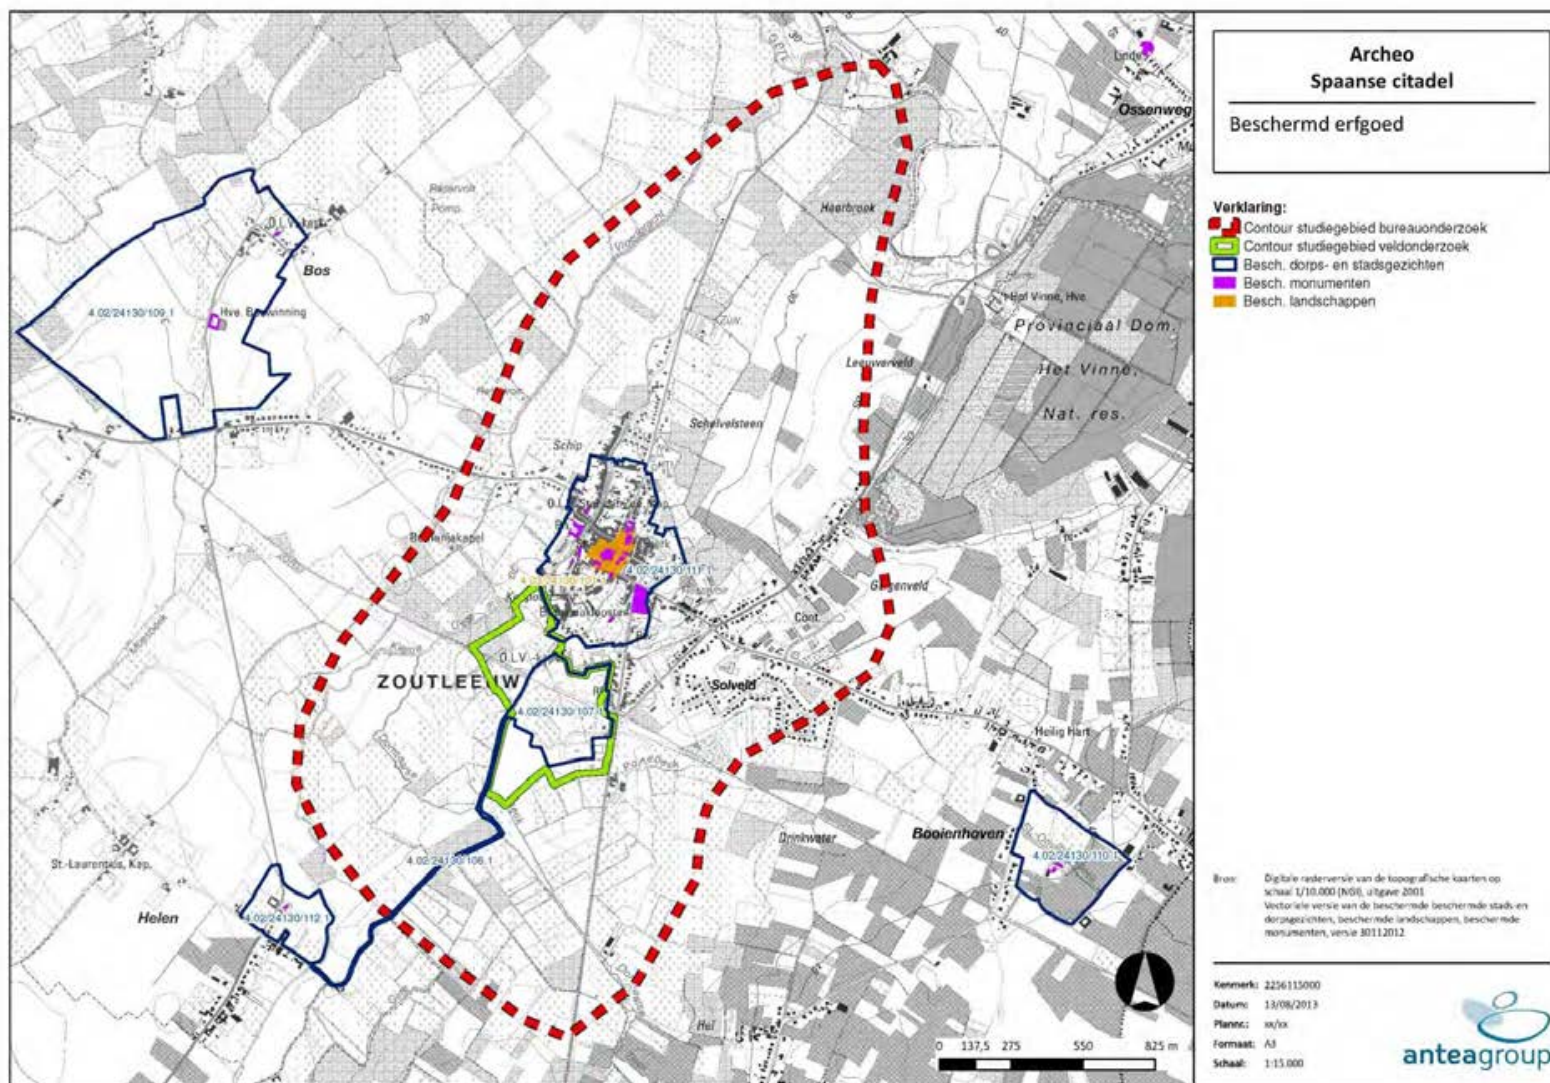 Archeo
Spaanse citadel
Beschermd erfgoed
Verklaring:
Contour studiegebied bureauonderzoek
Contour studiegebied veldonderzoek
Besch. dorps- en stadsgezichten
Besch. monumenten
Besch. landschappen
Linde
Ossenweg
Heerbroek
Bos
4.02/24130/109.1
Hve.
Hof Vinne, Hve.
Provinciaal Dom.
Het Vinne,
Nat. res.
Leeuwerveld
Schelvelsteen
Schip
4.02/24130/111.1
Cont.
O.L.V.
ZOUTLEEUW
Solveld
4.02/24130/107.1
Heilig Hart
Drinkwater
Booienhoven
4.02/24130/110.1
4.02/24130/106.1
St.-Laurentius, Kap.
Helen
4.02/24130/112.1
Hel
0 137,5 275 550 825 m
Bron: Digitale rasterversie van de topografische kaarten op
schaal 1/10.000 (NGI), uitgave 2001
Vectoriele versie van de beschermde beschermde stads-en
dorpsgezichten, beschermde landschappen, beschermde
monumenten, versie 30112012
Kenmerk: 2256115000
Datum: 13/08/2013
Plannr.: xx/xx
Formaat: A3
Schaal: 1:15.000
anteagroup